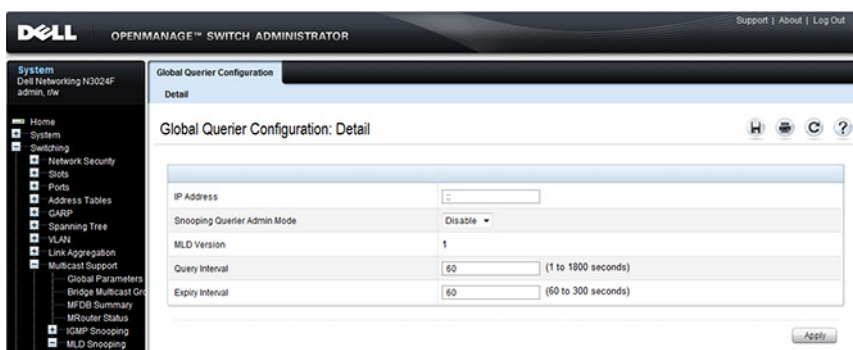 Support | About | Log Out
DELL OPENMANAGE™ SWITCH ADMINISTRATOR
System
Dell Networking N3024F
admin, r/w
Home
System
Switching
Network Security
Slots
Ports
Address Tables
GARP
Spanning Tree
VLAN
Link Aggregation
Multicast Support
Global Parameters
Bridge Multicast Gro
MFDB Summary
MRouter Status
IGMP Snooping
MLD Snooping
Global Querier Configuration
Detail
Global Querier Configuration: Detail
IP Address ::
Snooping Querier Admin Mode Disable
MLD Version 1
Query Interval 60 (1 to 1800 seconds)
Expiry Interval 60 (60 to 300 seconds)
Apply